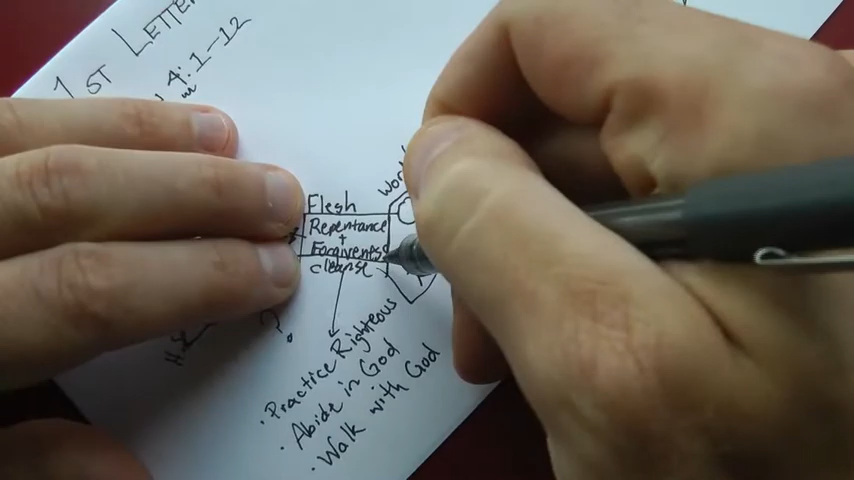 1st Letter
4:1-12
Flesh
Repentance
+
Forgiveness
cleanse
?
• Practice Righteous
• Abide in God
• Walk with God